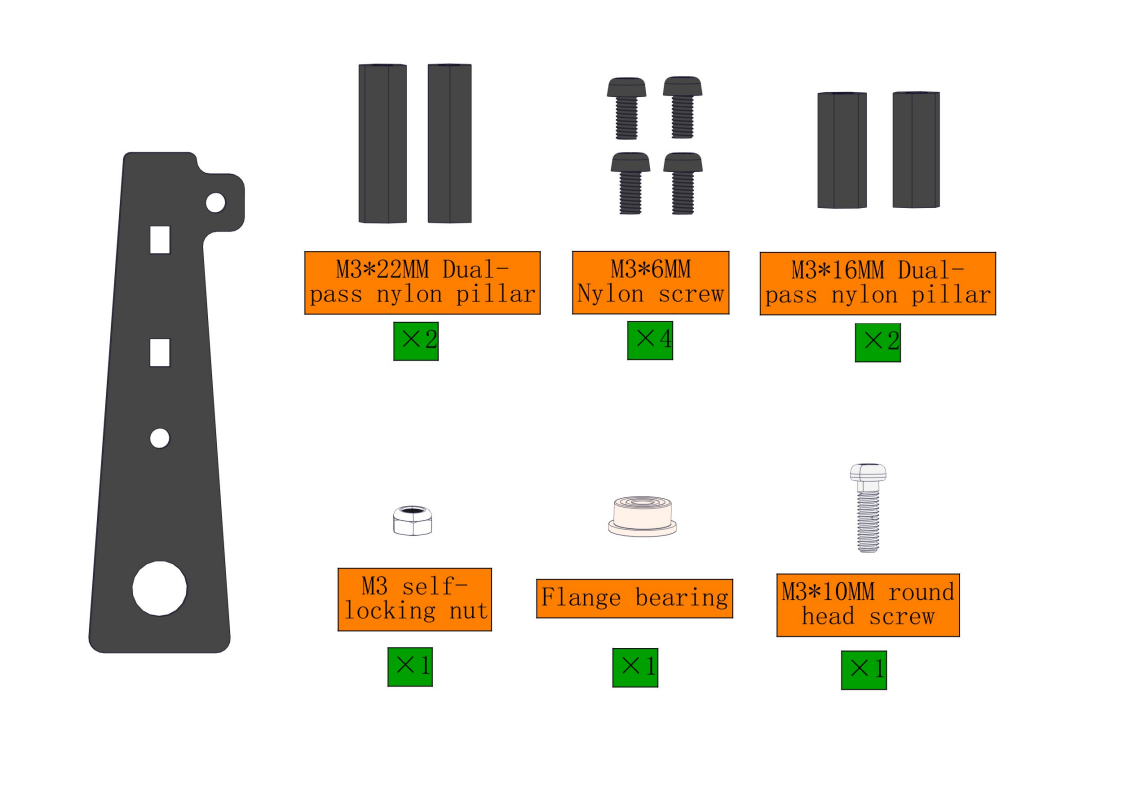 M3*22MM Dual-
pass nylon pillar
×2
M3*6MM
Nylon screw
×4
M3*16MM Dual-
pass nylon pillar
×2
M3 self-
locking nut
×1
Flange bearing
×1
M3*10MM round
head screw
×1